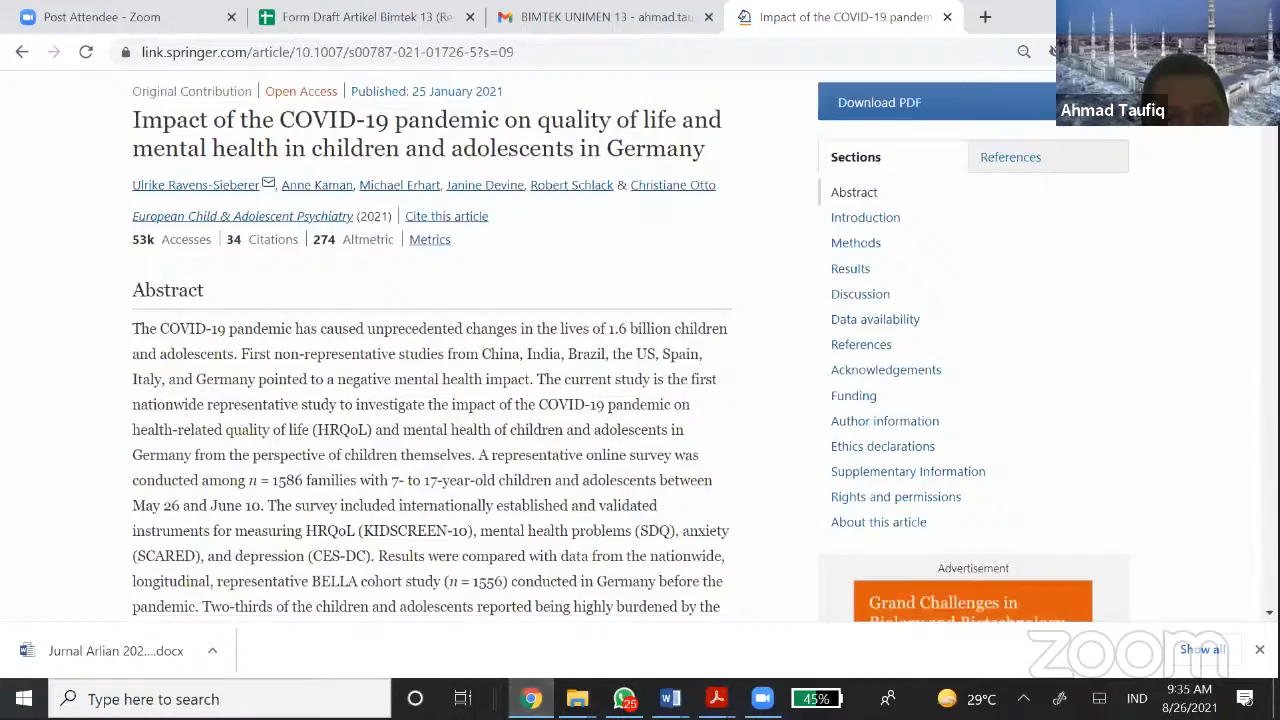 Post Attendee - Zoom
Form Draft Artikel Bimtek 13 (Re
BIMTEK UNIMEN 13 - ahmad.tau
Impact of the COVID-19 pandem
link.springer.com/article/10.1007/s00787-021-01726-5?s=09
Ahmad Taufiq
Original Contribution | Open Access | Published: 25 January 2021
Impact of the COVID-19 pandemic on quality of life and
mental health in children and adolescents in Germany
Ulrike Ravens-Sieberer, Anne Kaman, Michael Erhart, Janine Devine, Robert Schlack & Christiane Otto
European Child & Adolescent Psychiatry (2021) | Cite this article
53k Accesses | 34 Citations | 274 Altmetric | Metrics
Abstract
The COVID-19 pandemic has caused unprecedented changes in the lives of 1.6 billion children
and adolescents. First non-representative studies from China, India, Brazil, the US, Spain,
Italy, and Germany pointed to a negative mental health impact. The current study is the first
nationwide representative study to investigate the impact of the COVID-19 pandemic on
health-related quality of life (HRQoL) and mental health of children and adolescents in
Germany from the perspective of children themselves. A representative online survey was
conducted among n = 1586 families with 7- to 17-year-old children and adolescents between
May 26 and June 10. The survey included internationally established and validated
instruments for measuring HRQoL (KIDSCREEN-10), mental health problems (SDQ), anxiety
(SCARED), and depression (CES-DC). Results were compared with data from the nationwide,
longitudinal, representative BELLA cohort study (n = 1556) conducted in Germany before the
pandemic. Two-thirds of the children and adolescents reported being highly burdened by the
Download PDF
Sections
References
Abstract
Introduction
Methods
Results
Discussion
Data availability
References
Acknowledgements
Funding
Author information
Ethics declarations
Supplementary Information
Rights and permissions
About this article
Advertisement
Grand Challenges in
Biology and Biotechnology
Jurnal Arlian 202....docx
Show all
zoom
Type here to search
25
45%
29°C
IND
9:35 AM
8/26/2021